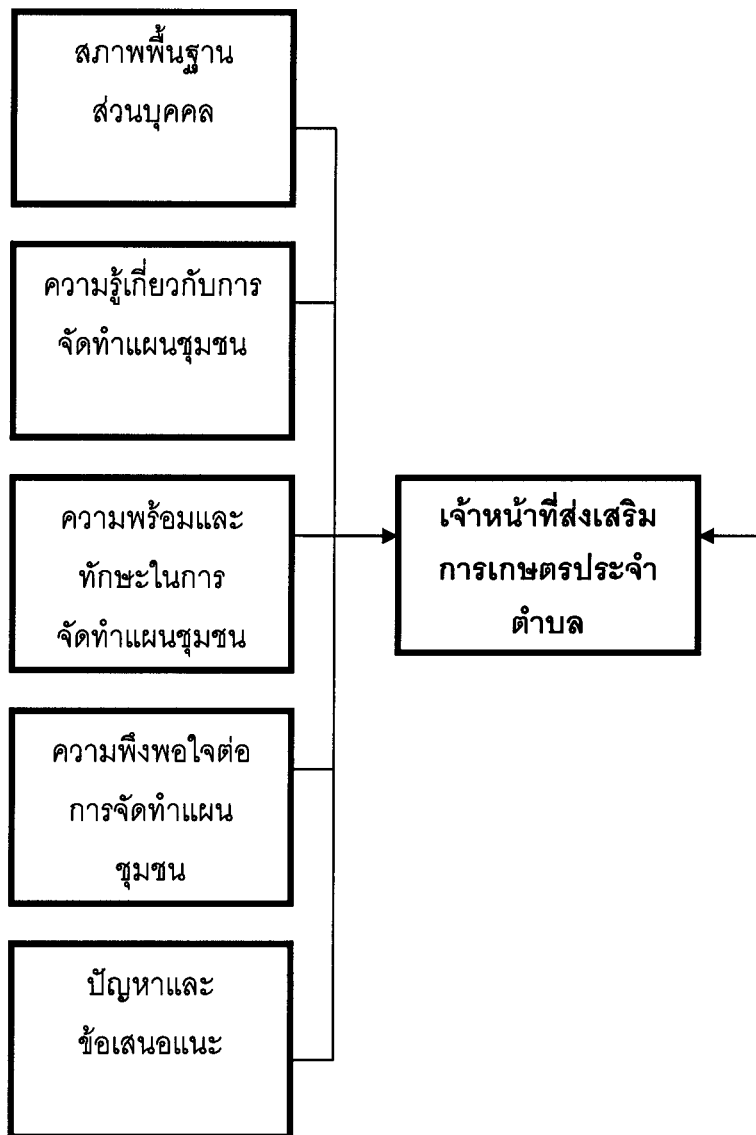 สภาพพื้นฐาน
ส่วนบุคคล
ความรู้เกี่ยวกับการ
จัดทำแผนชุมชน
ความพร้อมและ
ทักษะในการ
จัดทำแผนชุมชน
ความพึงพอใจต่อ
การจัดทำแผน
ชุมชน
ปัญหาและ
ข้อเสนอแนะ
เจ้าหน้าที่ส่งเสริม
การเกษตรประจำ
ตำบล